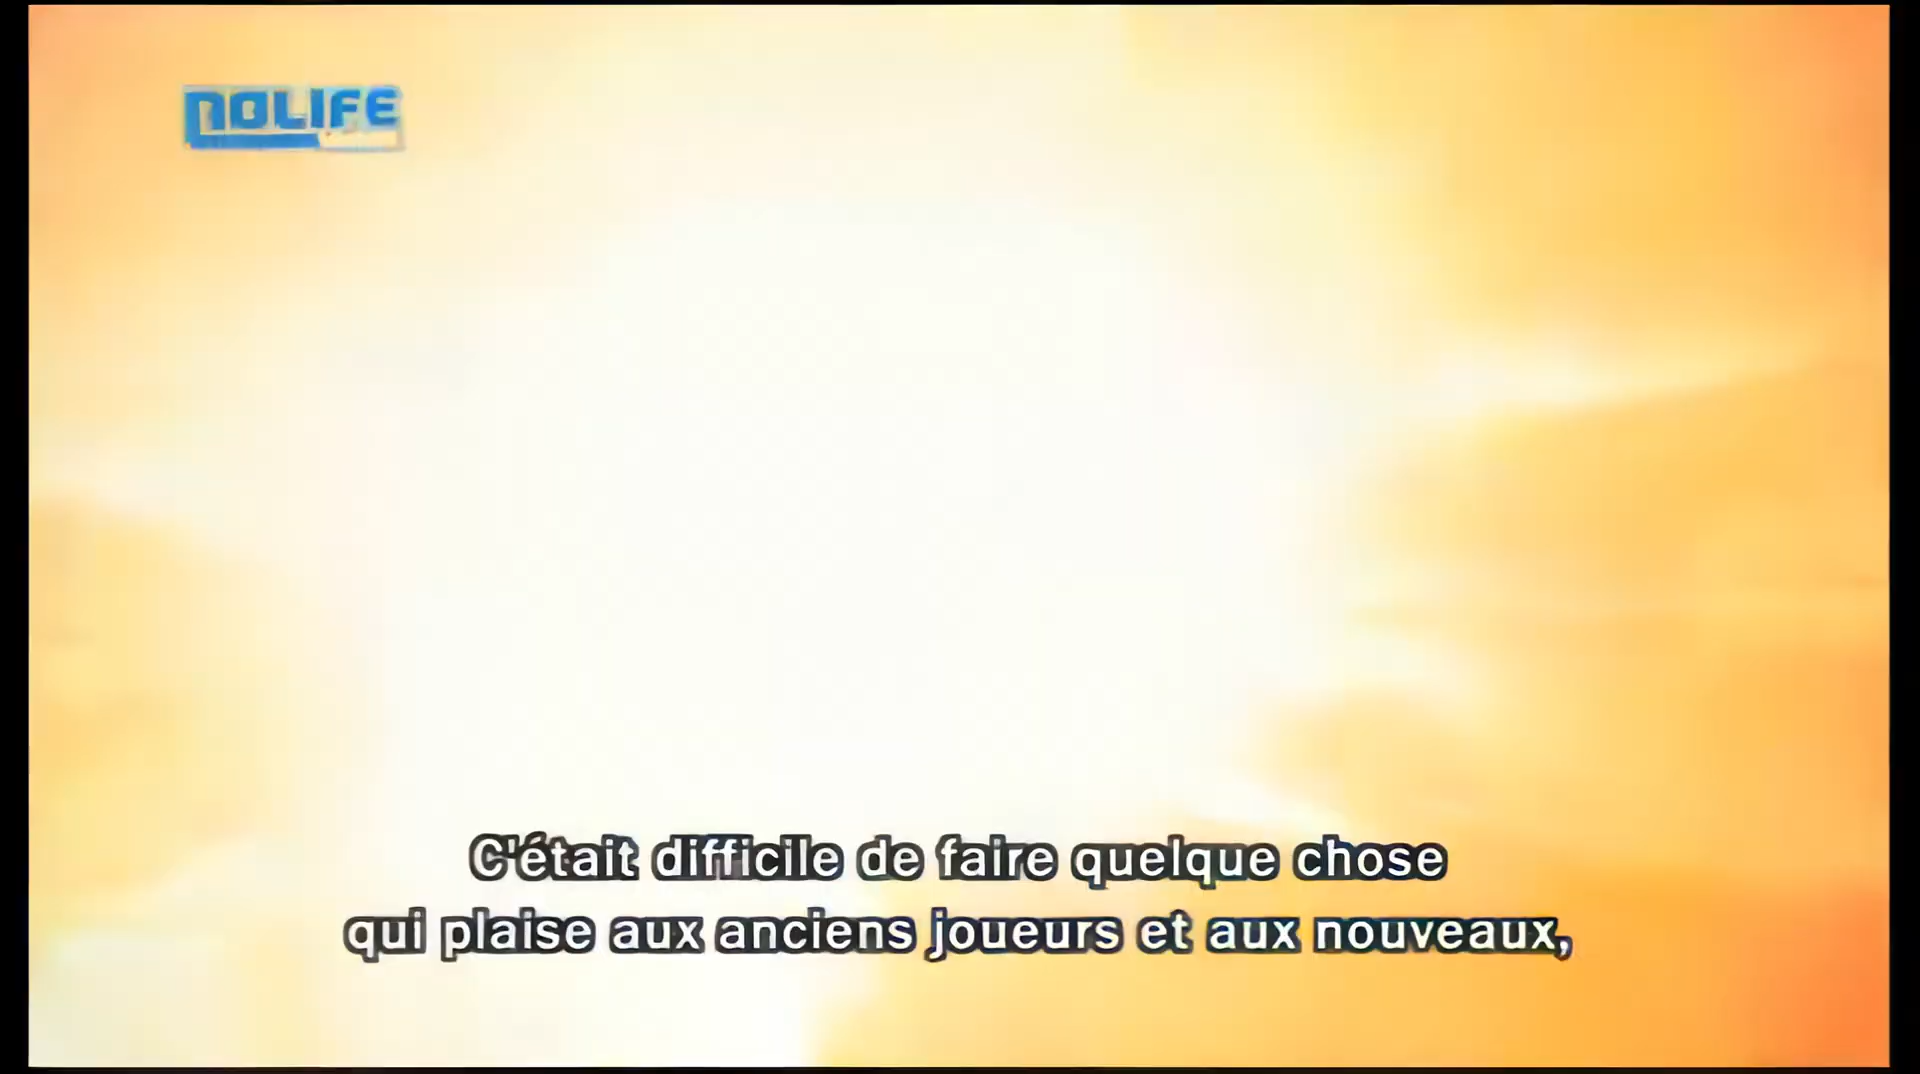 NOLIFE
C'était difficile de faire quelque chose
qui plaise aux anciens joueurs et aux nouveaux,